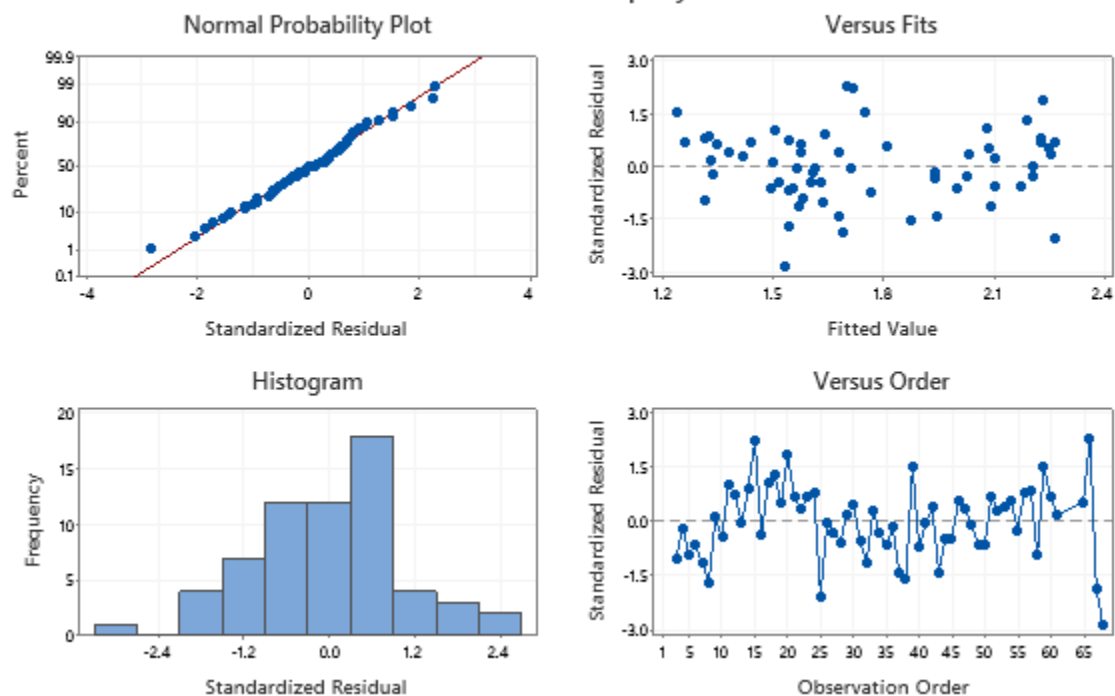 Normal Probability Plot
99.9
99
90
50
10
1
0.1
-4 -2 0 2 4
Percent
Standardized Residual
Versus Fits
3.0
1.5
0.0
-1.5
-3.0
1.2 1.5 1.8 2.1 2.4
Standardized Residual
Fitted Value
Histogram
20
15
10
5
0
-2.4 -1.2 0.0 1.2 2.4
Frequency
Standardized Residual
Versus Order
3.0
1.5
0.0
-1.5
-3.0
1 5 10 15 20 25 30 35 40 45 50 55 60 65
Standardized Residual
Observation Order